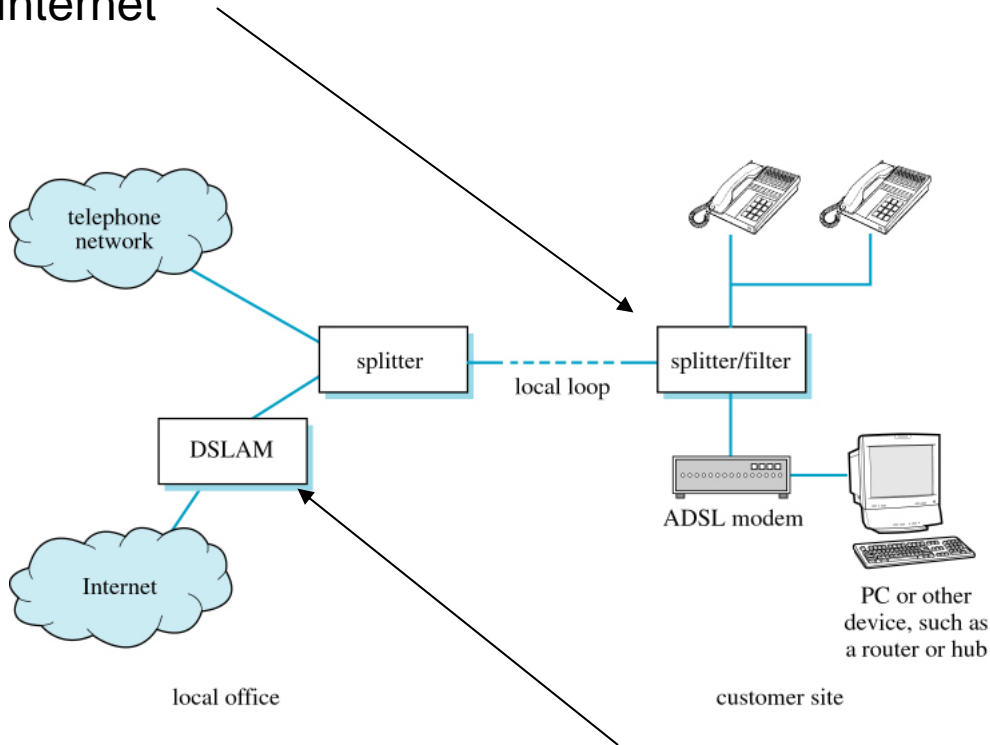 Internet
telephone
network
splitter
local loop
splitter/filter
DSLAM
ADSL modem
Internet
PC or other
device, such as
a router or hub
local office
customer site